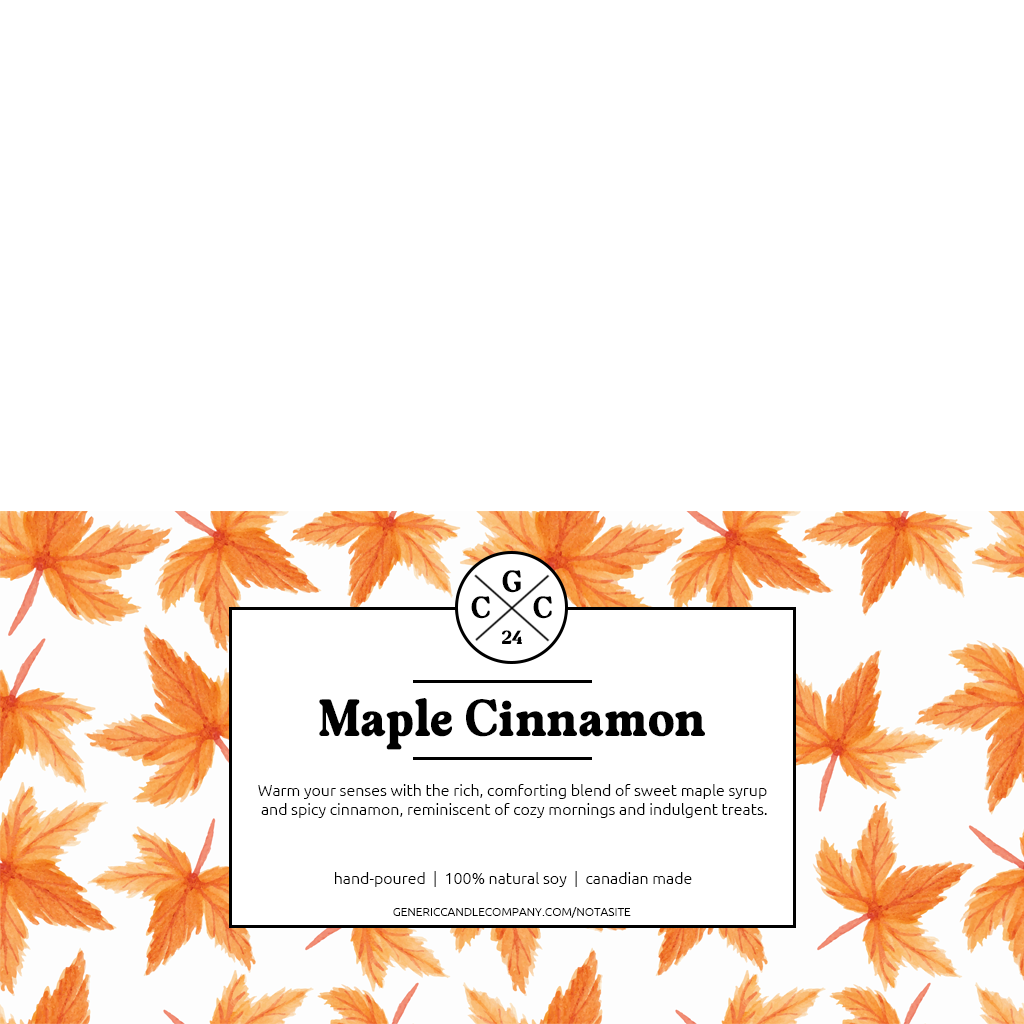 G
C C
24
Maple Cinnamon
Warm your senses with the rich, comforting blend of sweet maple syrup
and spicy cinnamon, reminiscent of cozy mornings and indulgent treats.
hand-poured | 100% natural soy | canadian made
GENERICCANDLECOMPANY.COM/NOTASITE